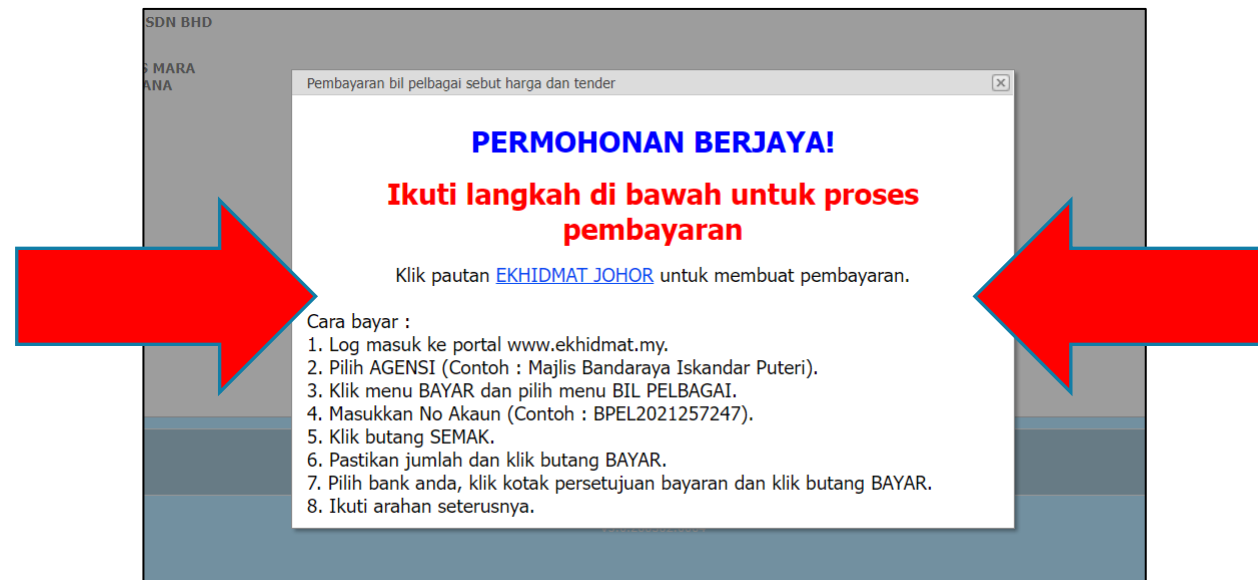 SDN BHD
S MARA
ANA
Pembayaran bil pelbagai sebut harga dan tender
PERMOHONAN BERJAYA!
Ikuti langkah di bawah untuk proses
pembayaran
Klik pautan EKHIDMAT JOHOR untuk membuat pembayaran.
Cara bayar :
1. Log masuk ke portal www.ekhidmat.my.
2. Pilih AGENSI (Contoh : Majlis Bandaraya Iskandar Puteri).
3. Klik menu BAYAR dan pilih menu BIL PELBAGAI.
4. Masukkan No Akaun (Contoh : BPEL2021257247).
5. Klik butang SEMAK.
6. Pastikan jumlah dan klik butang BAYAR.
7. Pilih bank anda, klik kotak persetujuan bayaran dan klik butang BAYAR.
8. Ikuti arahan seterusnya.